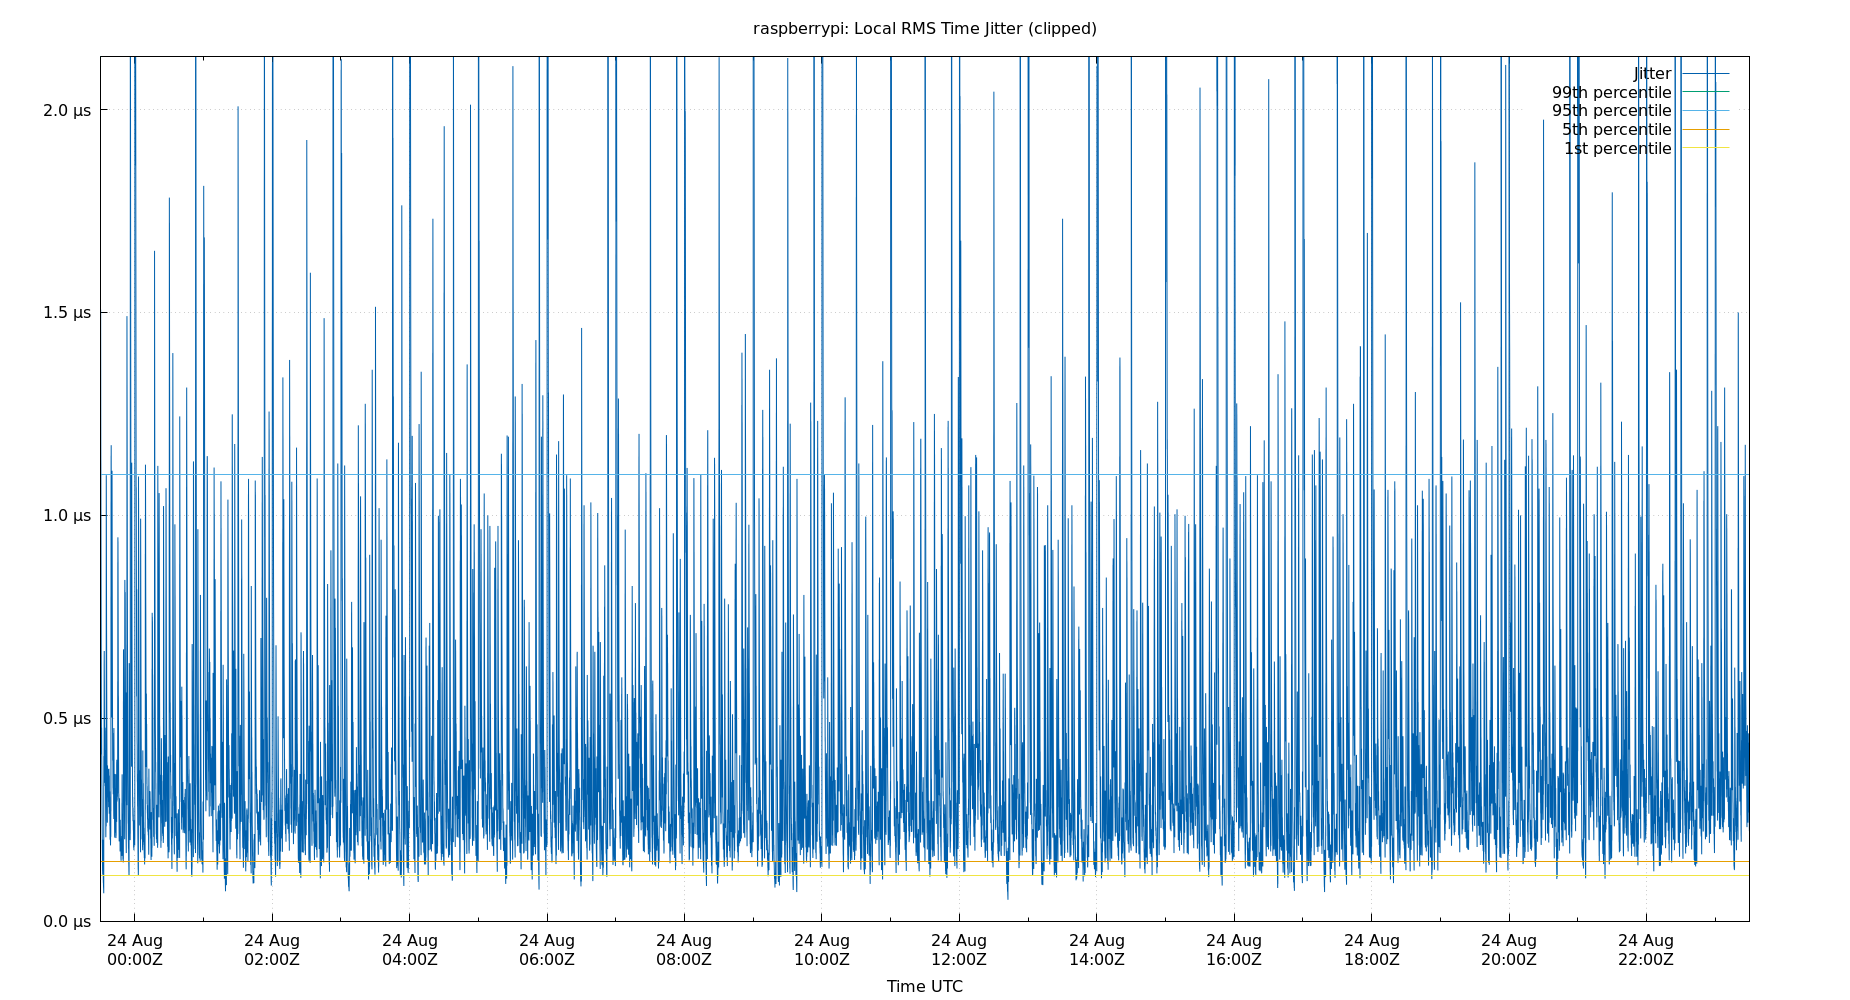 raspberrypi: Local RMS Time Jitter (clipped)
Jitter
99th percentile
95th percentile
5th percentile
1st percentile
2.0 µs
1.5 µs
1.0 µs
0.5 µs
0.0 µs
24 Aug 24 Aug 24 Aug 24 Aug 24 Aug 24 Aug 24 Aug 24 Aug 24 Aug 24 Aug 24 Aug 24 Aug
00:00Z 02:00Z 04:00Z 06:00Z 08:00Z 10:00Z 12:00Z 14:00Z 16:00Z 18:00Z 20:00Z 22:00Z
Time UTC